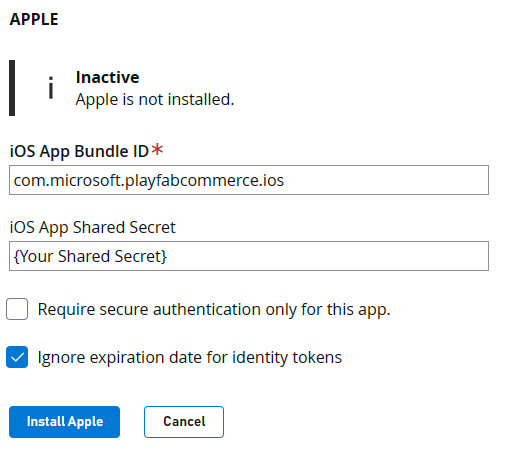 APPLE
Inactive
Apple is not installed.
iOS App Bundle ID*
com.microsoft.playfabcommerce.ios
iOS App Shared Secret
{Your Shared Secret}
Require secure authentication only for this app.
Ignore expiration date for identity tokens
Install Apple
Cancel